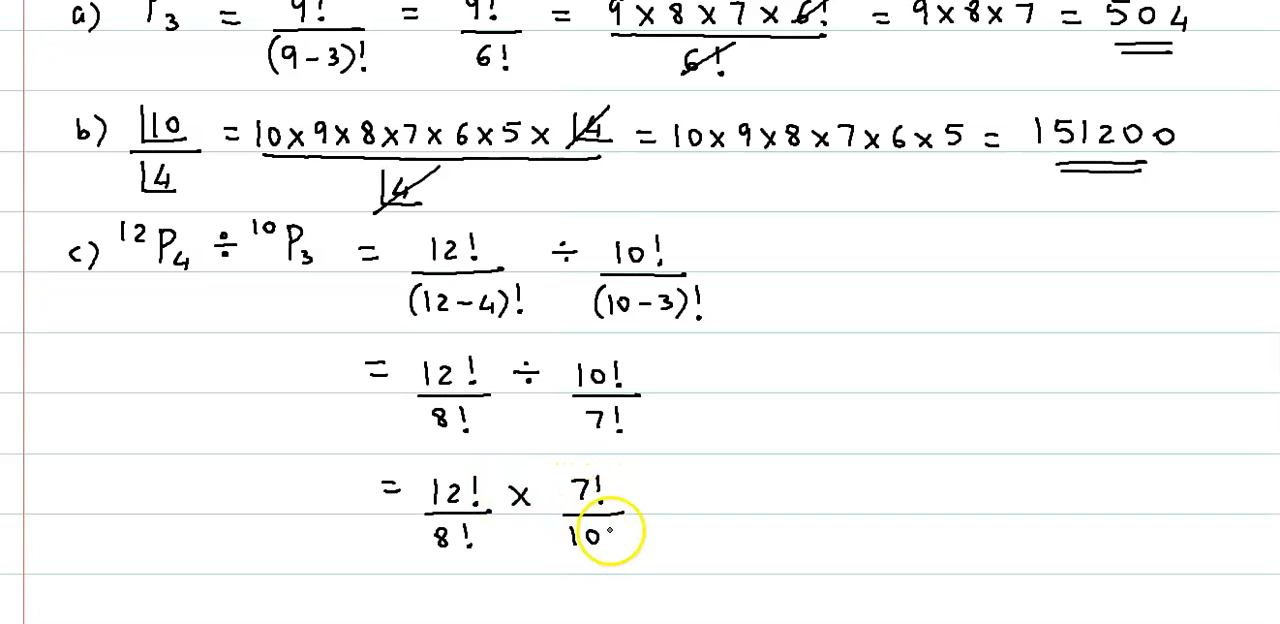 a) P₃ = 9!/(9-3)! = 9!/6! = 9×8×7×6!/6! = 9×8×7 = 504
b) |10/|4 = 10×9×8×7×6×5×|4/|4 = 10×9×8×7×6×5 = 151200
c) ¹²P₄ ÷ ¹⁰P₃ = 12!/(12-4)! ÷ 10!/(10-3)!
= 12!/8! ÷ 10!/7!
= 12!/8! × 7!/10